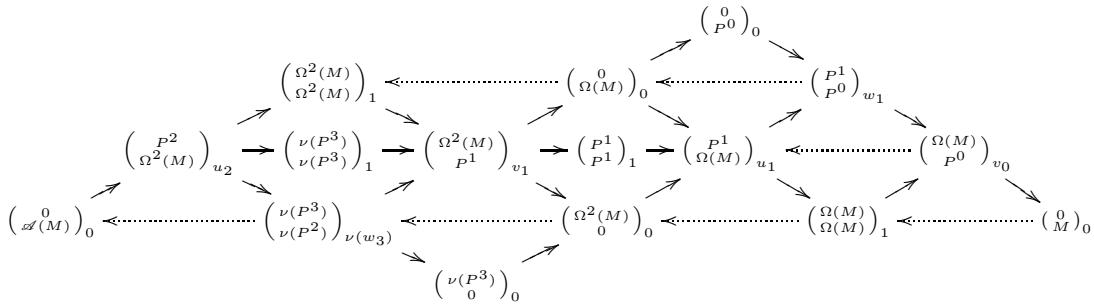 ( 0 P^0 )_0
( Ω^2(M) Ω^2(M) )_1 ( 0 Ω(M) )_0 ( P^1 P^0 )_{w_1}
( P^2 Ω^2(M) )_{u_2} ( ν(P^3) ν(P^3) )_1 ( Ω^2(M) P^1 )_{v_1} ( P^1 P^1 )_1 ( P^1 Ω(M) )_{u_1} ( Ω(M) P^0 )_{v_0}
( 0 𝒜(M) )_0 ( ν(P^3) ν(P^2) )_{ν(w_3)} ( Ω^2(M) 0 )_0 ( Ω(M) Ω(M) )_1 ( 0 M )_0
( ν(P^3) 0 )_0